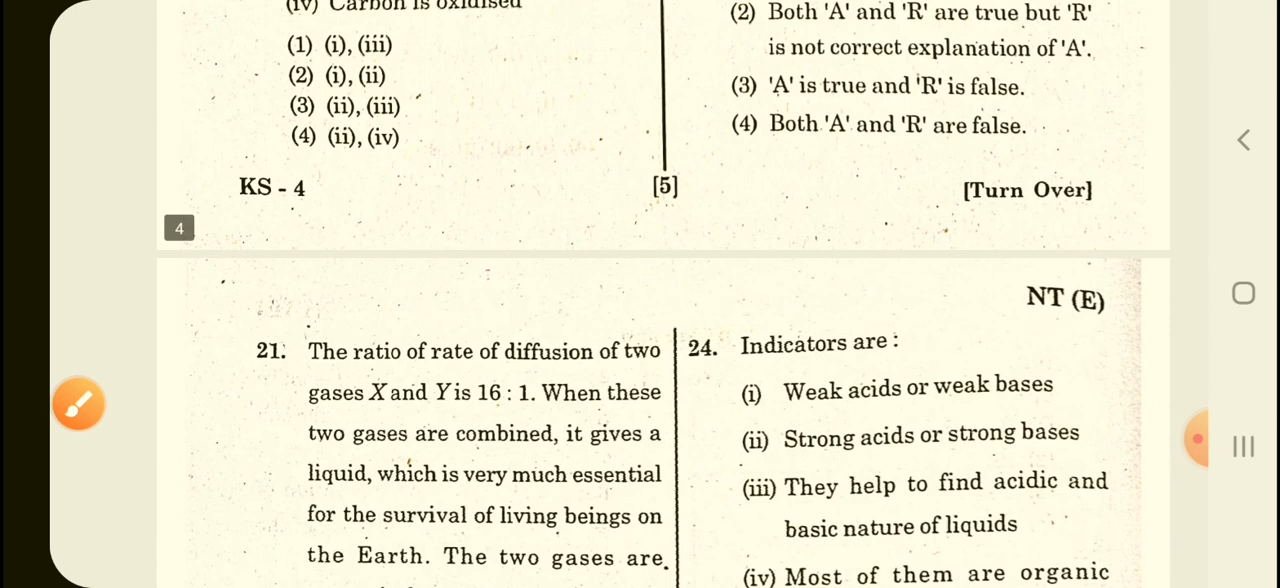 (iv) Carbon is oxidised
(1) (i), (iii)
(2) (i), (ii)
(3) (ii), (iii)
(4) (ii), (iv)
(2) Both 'A' and 'R' are true but 'R'
is not correct explanation of 'A'.
(3) 'A' is true and 'R' is false.
(4) Both 'A' and 'R' are false.
KS - 4
[5]
[Turn Over]
4
NT (E)
21. The ratio of rate of diffusion of two
gases X and Y is 16 : 1. When these
two gases are combined, it gives a
liquid, which is very much essential
for the survival of living beings on
the Earth. The two gases are
24. Indicators are :
(i) Weak acids or weak bases
(ii) Strong acids or strong bases
(iii) They help to find acidic and
basic nature of liquids
(iv) Most of them are organic